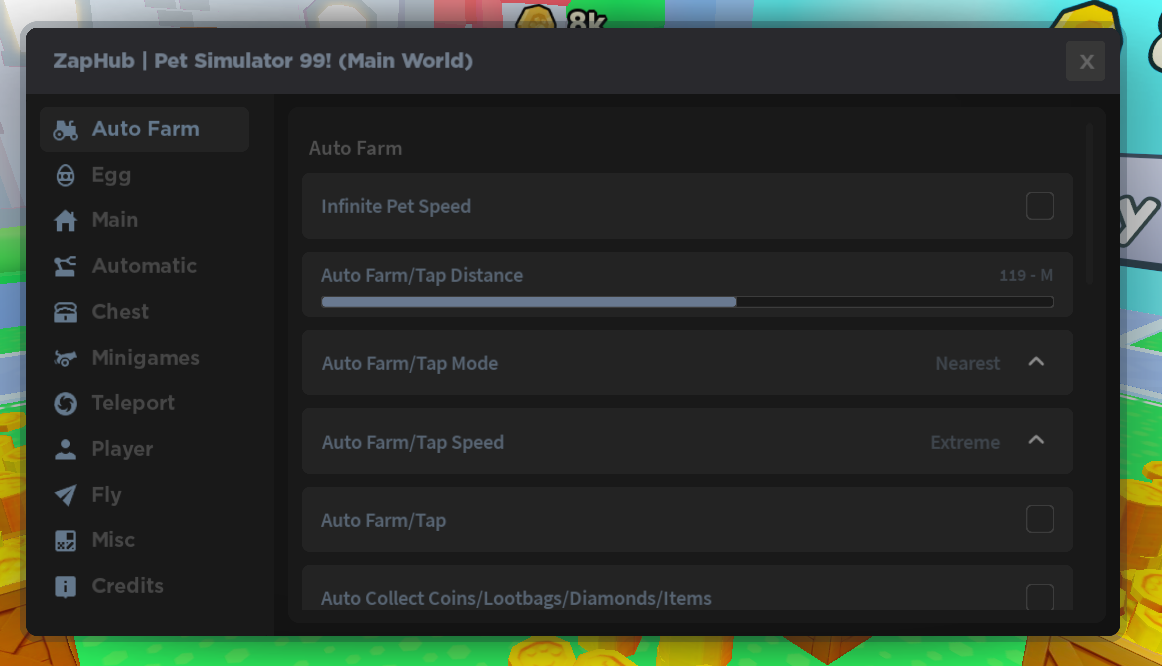 8k
ZapHub | Pet Simulator 99! (Main World)
X
Auto Farm
Egg
Main
Automatic
Chest
Minigames
Teleport
Player
Fly
Misc
Credits
Auto Farm
Infinite Pet Speed
Auto Farm/Tap Distance
119 - M
Auto Farm/Tap Mode
Nearest
Auto Farm/Tap Speed
Extreme
Auto Farm/Tap
Auto Collect Coins/Lootbags/Diamonds/Items
y